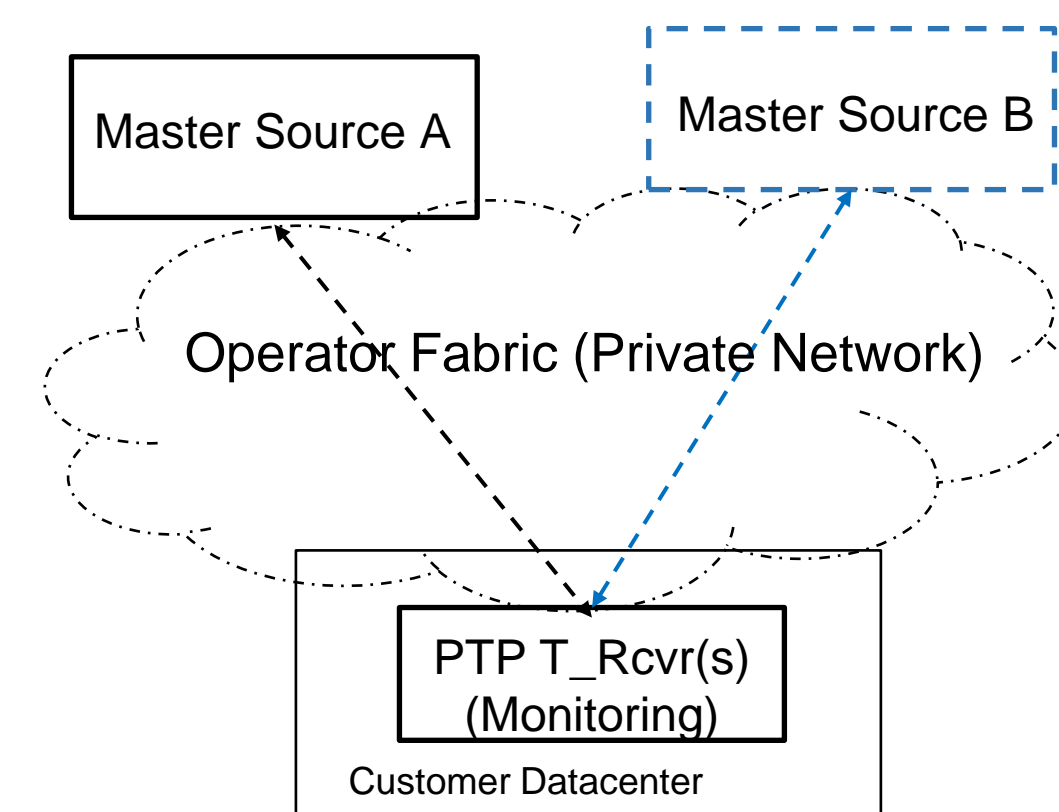 Master Source A
Master Source B
Operator Fabric (Private Network)
PTP T_Rcvr(s)
(Monitoring)
Customer Datacenter